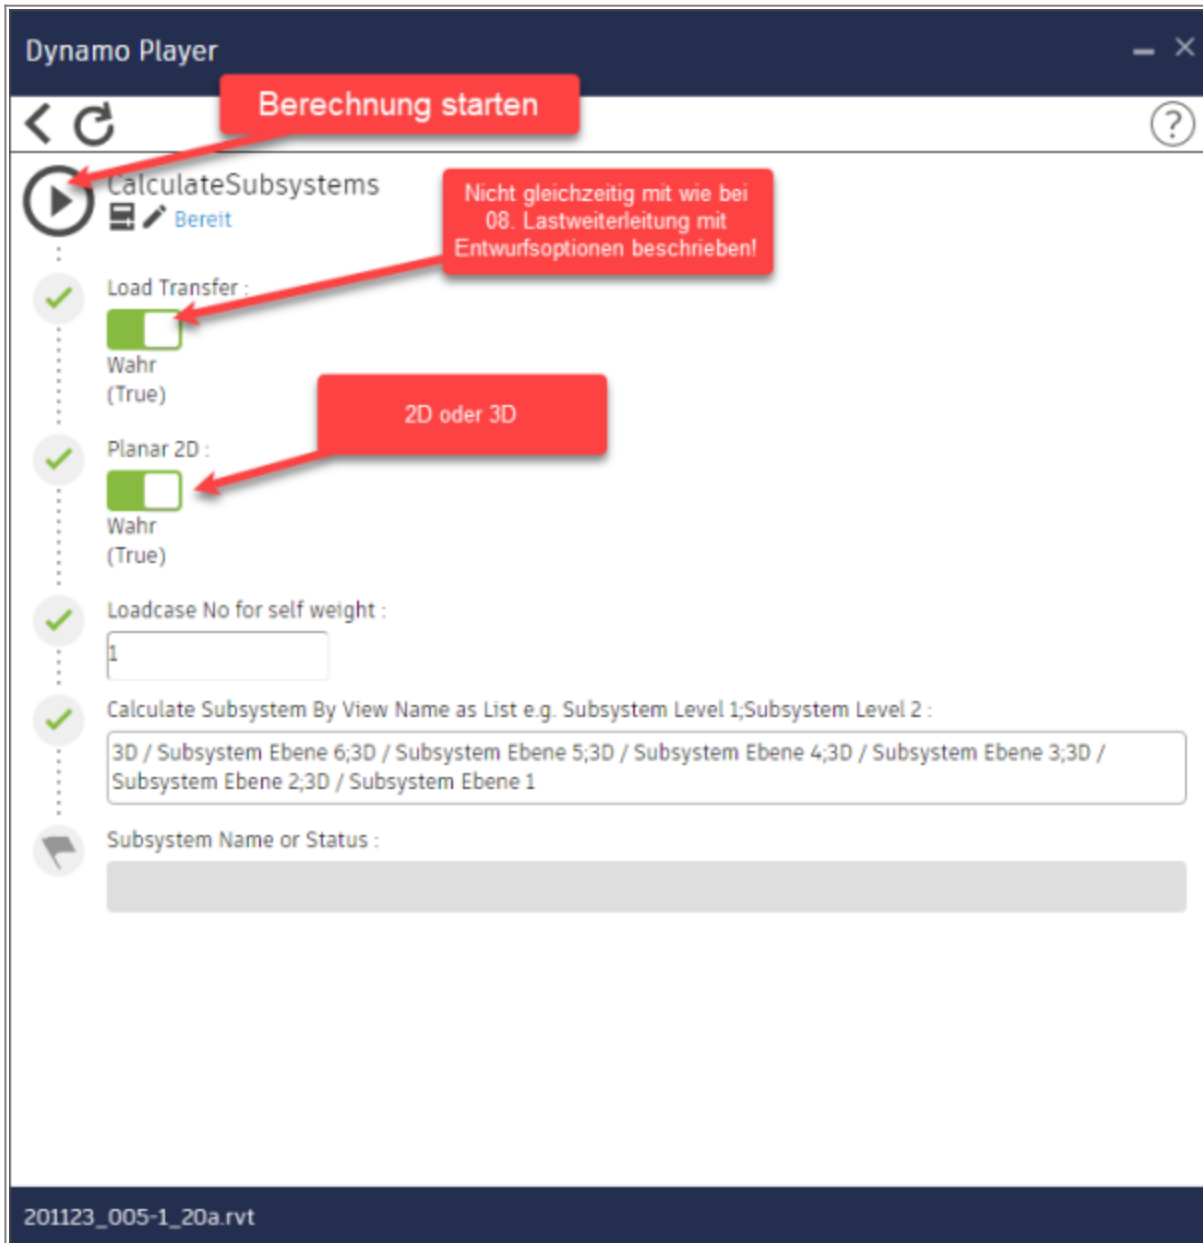 Dynamo Player
Berechnung starten
CalculateSubsystems
Bereit
Nicht gleichzeitig mit wie bei
08. Lastweiterleitung mit
Entwurfsoptionen beschrieben!
Load Transfer :
Wahr
(True)
2D oder 3D
Planar 2D :
Wahr
(True)
Loadcase No for self weight :
1
Calculate Subsystem By View Name as List e.g. Subsystem Level 1;Subsystem Level 2 :
3D / Subsystem Ebene 6;3D / Subsystem Ebene 5;3D / Subsystem Ebene 4;3D / Subsystem Ebene 3;3D /
Subsystem Ebene 2;3D / Subsystem Ebene 1
Subsystem Name or Status :
201123_005-1_20a.rvt